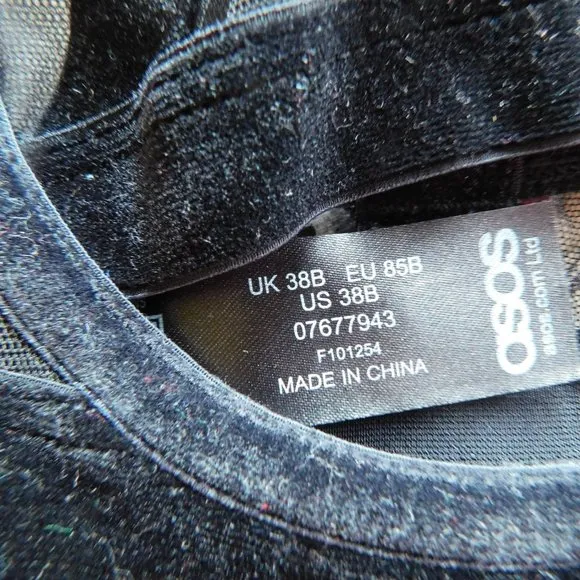 UK 38B EU 85B
US 38B
07677943
F101254
MADE IN CHINA
asos
asos.com Ltd